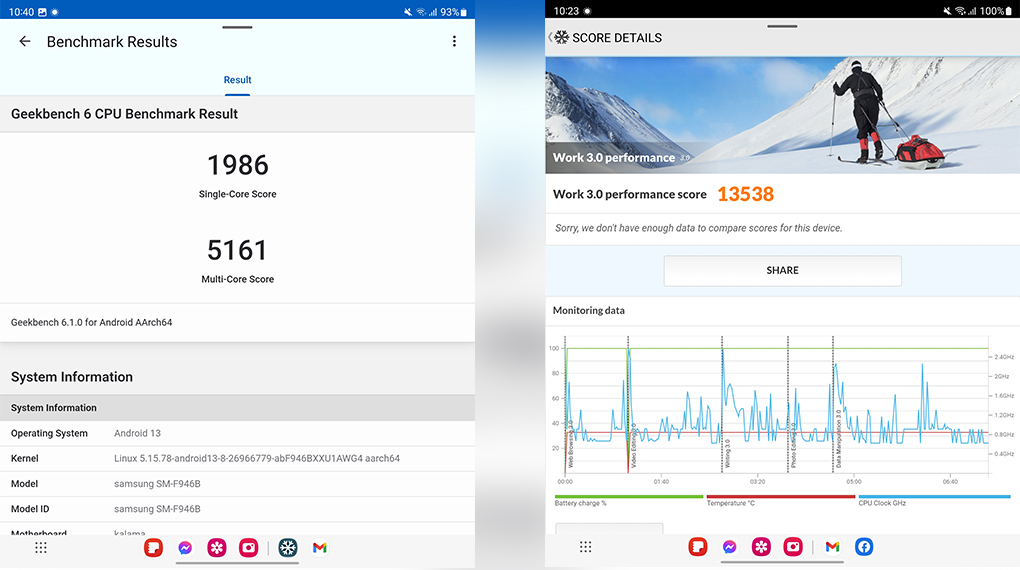 10:40
93%
Benchmark Results
Result
Geekbench 6 CPU Benchmark Result
1986
Single-Core Score
5161
Multi-Core Score
Geekbench 6.1.0 for Android AArch64
System Information
System Information
Operating System Android 13
Kernel Linux 5.15.78-android13-8-26966779-abF946BXXU1AWG4 aarch64
Model samsung SM-F946B
Model ID samsung SM-F946B
Motherboard kalama
10:23
100%
SCORE DETAILS
Work 3.0 performance 3.0
Work 3.0 performance score 13538
Sorry, we don't have enough data to compare scores for this device.
SHARE
Monitoring data
100
80
60
40
20
2.4GHz
2GHz
1.6GHz
1.2GHz
0.8GHz
0.4GHz
Web Browsing 3.0
Video Editing 3.0
Writing 3.0
Photo Editing 3.0
Data Manipulation 3.0
00:00 01:40 03:20 05:00 06:40
Battery charge % Temperature °C CPU Clock GHz